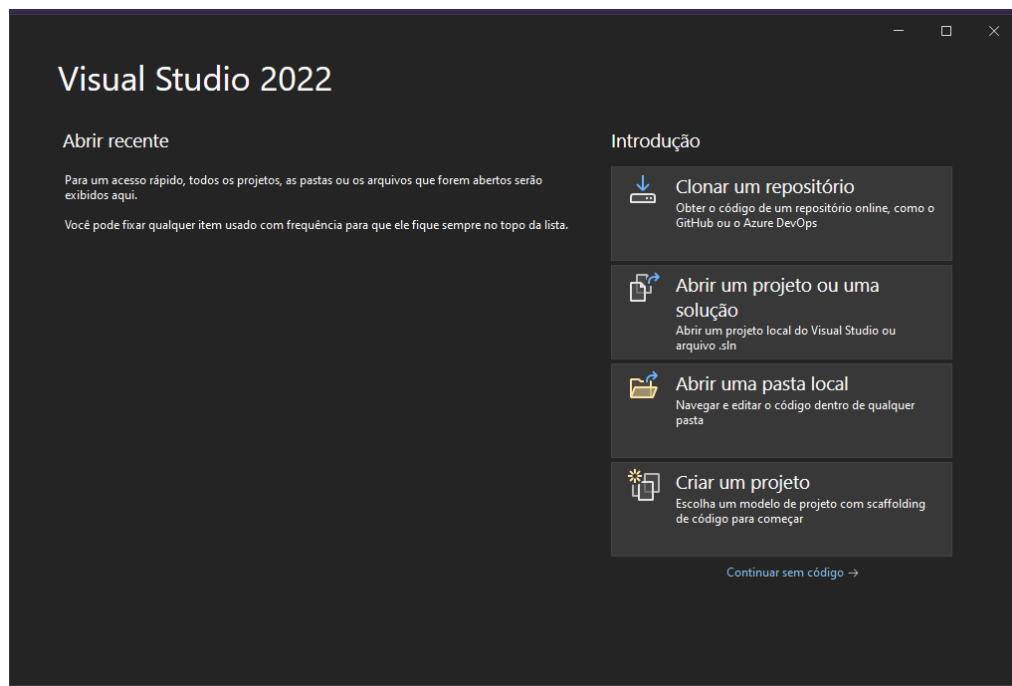 Visual Studio 2022
Abrir recente
Para um acesso rápido, todos os projetos, as pastas ou os arquivos que forem abertos serão
exibidos aqui.
Você pode fixar qualquer item usado com frequência para que ele fique sempre no topo da lista.
Introdução
Clonar um repositório
Obter o código de um repositório online, como o
GitHub ou o Azure DevOps
Abrir um projeto ou uma
solução
Abrir um projeto local do Visual Studio ou
arquivo .sln
Abrir uma pasta local
Navegar e editar o código dentro de qualquer
pasta
Criar um projeto
Escolha um modelo de projeto com scaffolding
de código para começar
Continuar sem código →